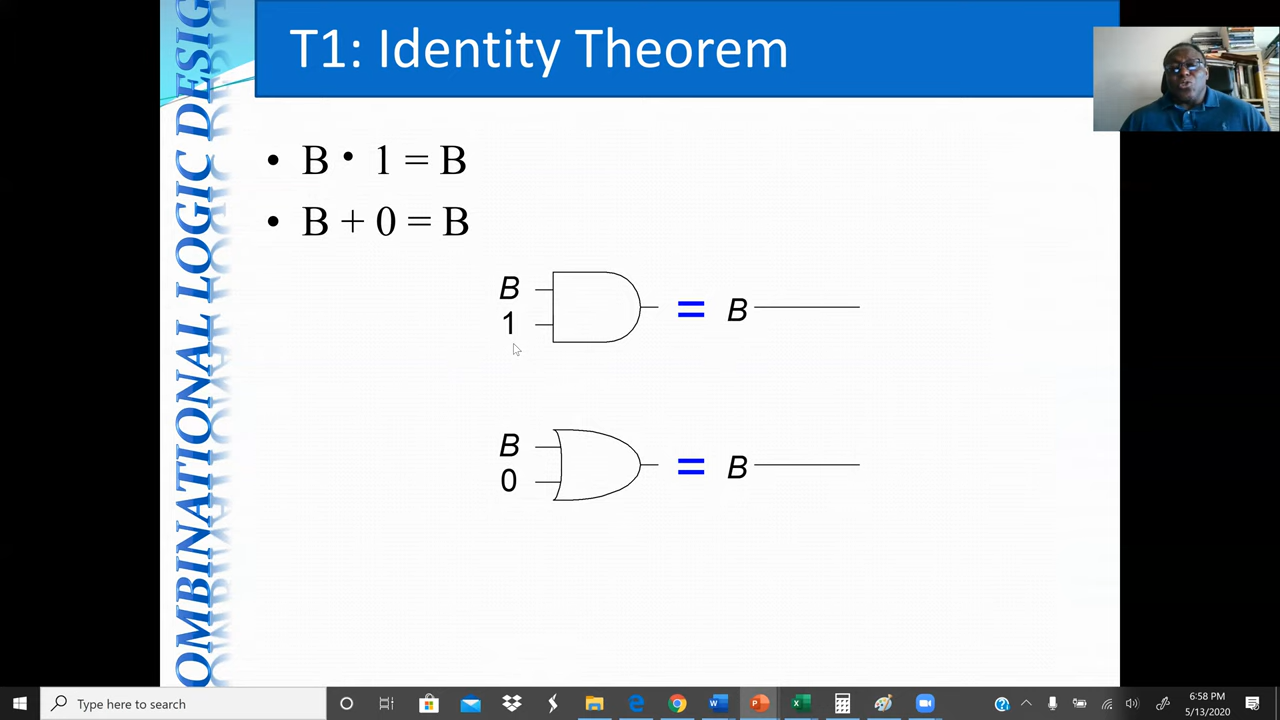 T1: Identity Theorem
OMBINATIONAL LOGIC DESIG
• B • 1 = B
• B + 0 = B
B
1
= B
B
0
= B
Type here to search
6:58 PM
5/13/2020